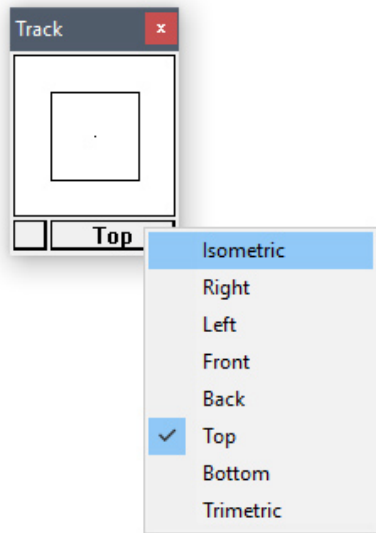 Track
x
Top
Isometric
Right
Left
Front
Back
Top
Bottom
Trimetric